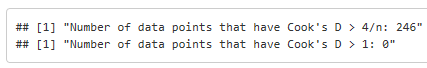 ## [1] "Number of data points that have Cook's D > 4/n: 246"
## [1] "Number of data points that have Cook's D > 1: 0"